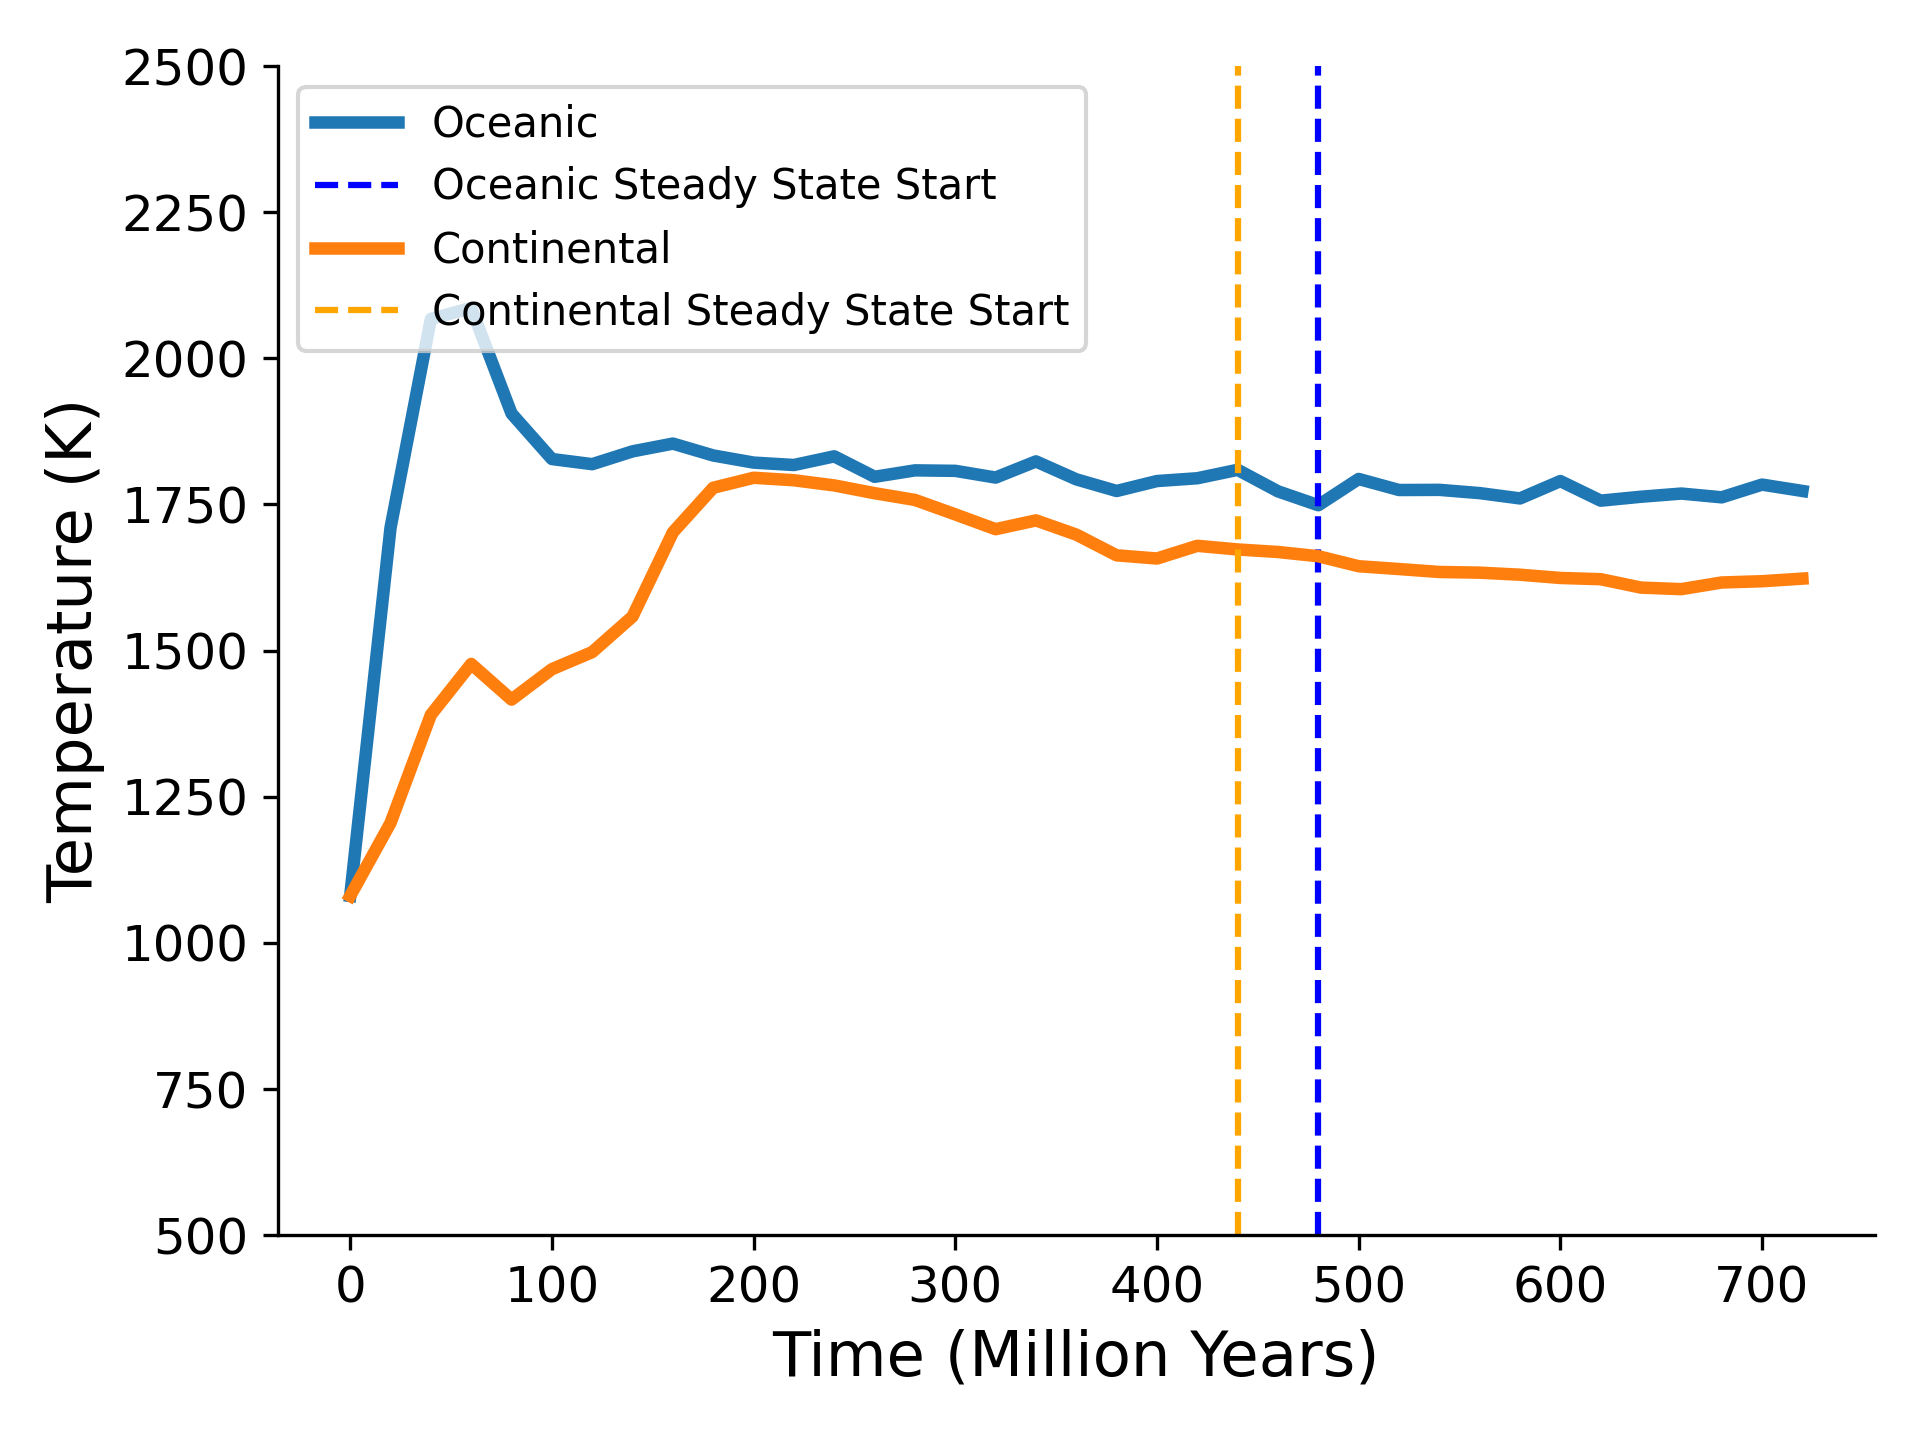 2500
2250
2000
1750
1500
1250
1000
750
500
Temperature (K)
Oceanic
Oceanic Steady State Start
Continental
Continental Steady State Start
0 100 200 300 400 500 600 700
Time (Million Years)